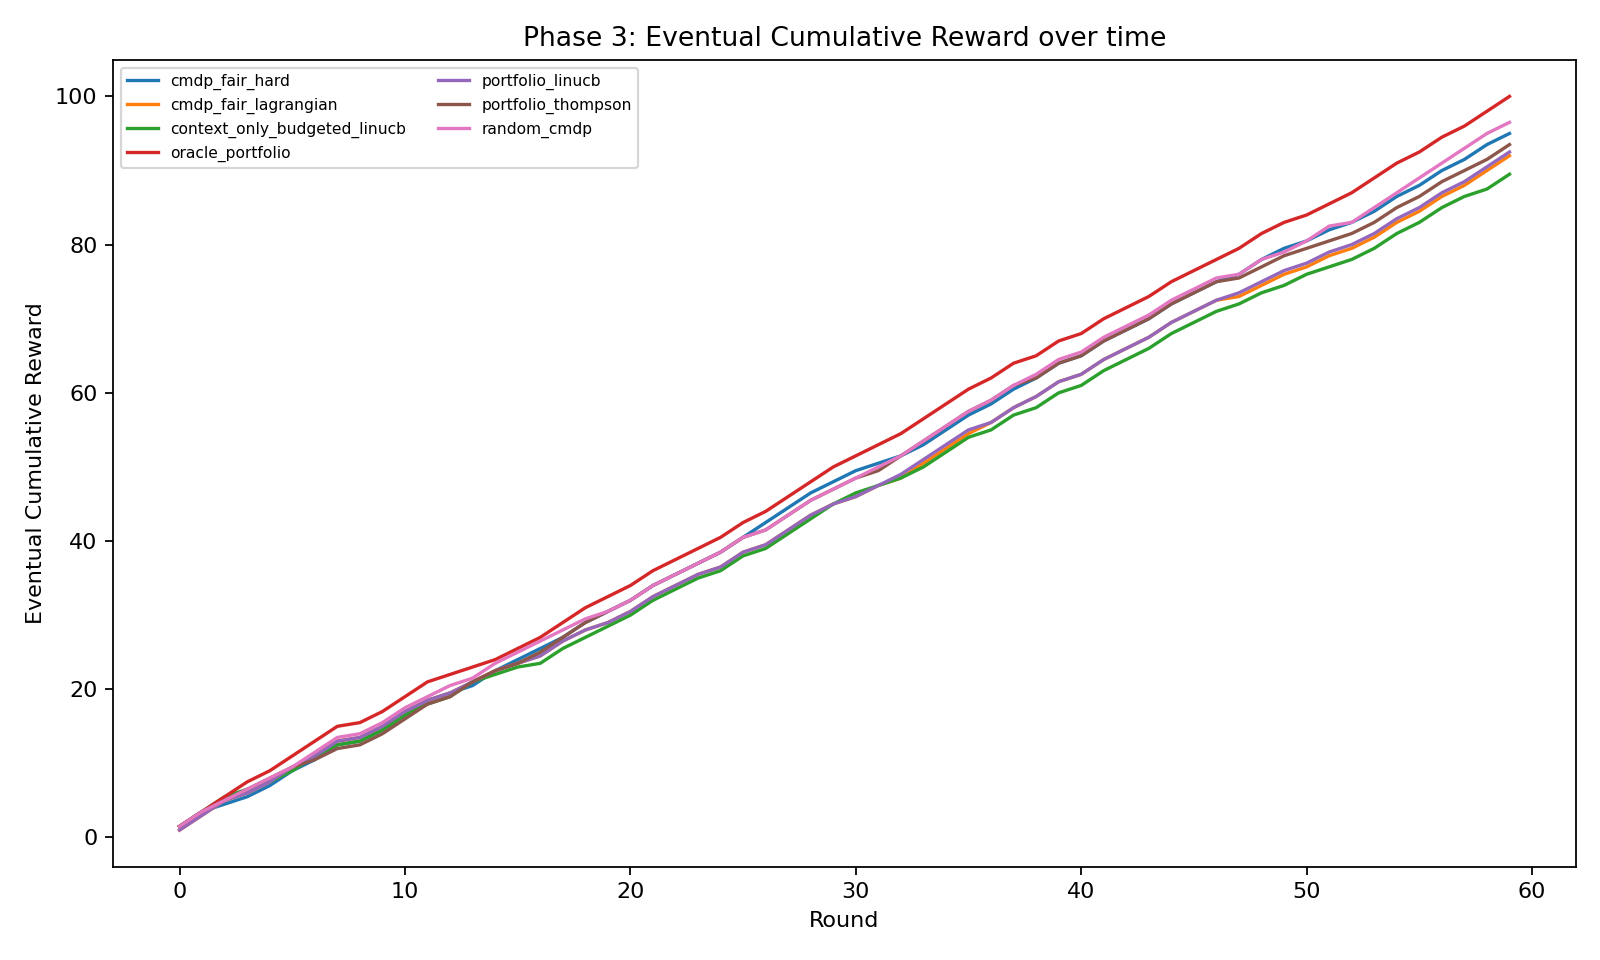 Phase 3: Eventual Cumulative Reward over time
cmdp_fair_hard
cmdp_fair_lagrangian
context_only_budgeted_linucb
oracle_portfolio
portfolio_linucb
portfolio_thompson
random_cmdp
Eventual Cumulative Reward
100
80
60
40
20
0
0 10 20 30 40 50 60
Round